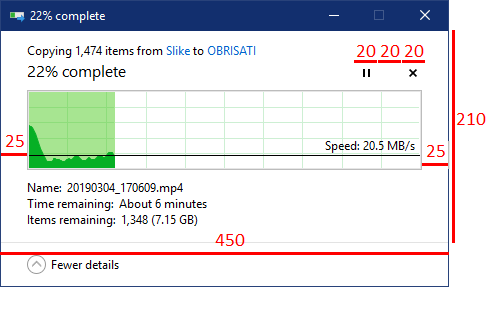 22% complete
Copying 1,474 items from Slike to OBRISATI
20 20 20
22% complete
210
Speed: 20.5 MB/s
25
25
Name: 20190304_170609.mp4
Time remaining: About 6 minutes
Items remaining: 1,348 (7.15 GB)
450
Fewer details